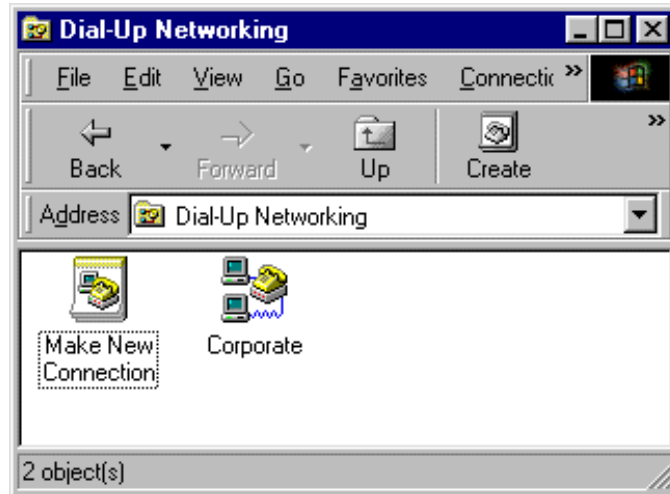 Dial-Up Networking
File Edit View Go Favorites Connectic »
Back Forward Up Create »
Address Dial-Up Networking
Make New
Connection
Corporate
2 object(s)